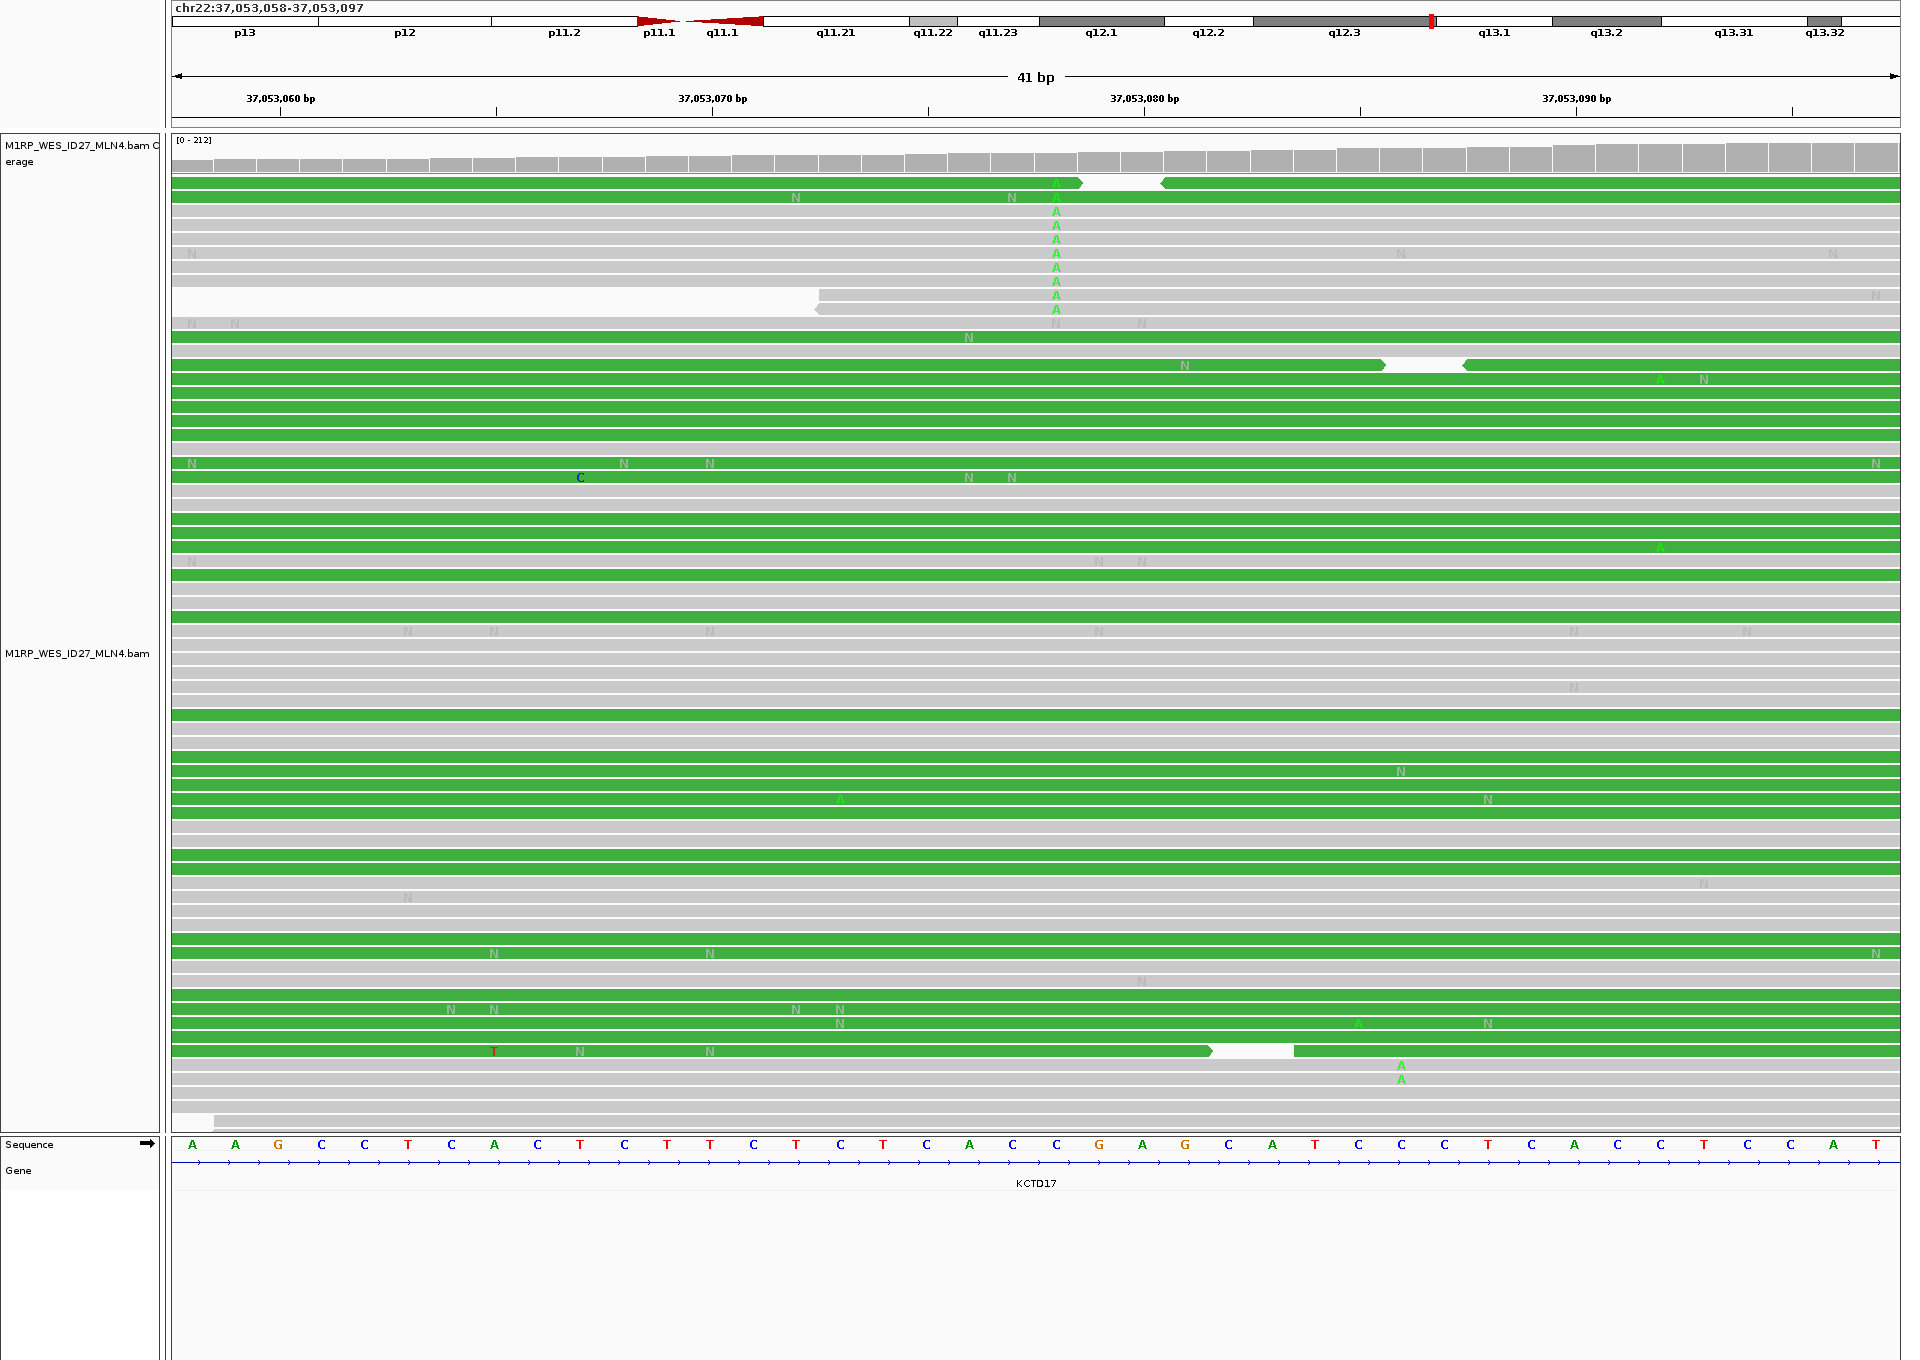 chr22:37,053,058-37,053,097
p13 p12 p11.2 p11.1 q11.1 q11.21 q11.22 q11.23 q12.1 q12.2 q12.3 q13.1 q13.2 q13.31 q13.32
41 bp
37,053,060 bp 37,053,070 bp 37,053,080 bp 37,053,090 bp
M1RP_WES_ID27_MLN4.bam C
erage
[0 - 212]
A
N N A
A
A
A
N A N N
A
A
A N
A
N N N N
N
N
A N
N N N N
C N N
A
N N N
N N N N N N
M1RP_WES_ID27_MLN4.bam
N
N
A N
N
N
N N N
N
N N N N
N A N
T N N
A
A
Sequence A A G C C T C A C T C T T C T C T C A C C G A G C A T C C C T C A C C T C C A T
Gene
KCTD17